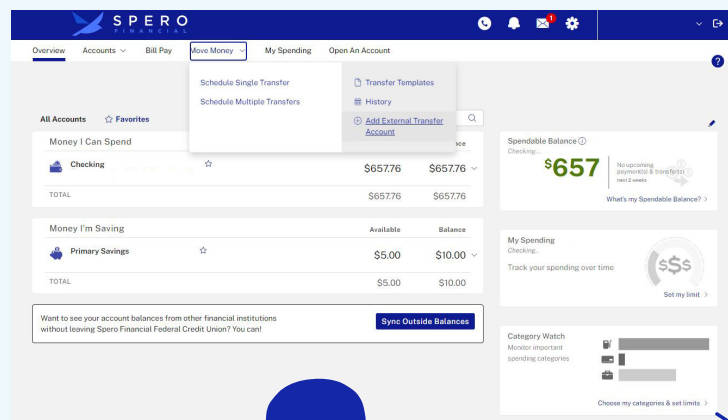 SPERO
FINANCIAL
1
Overview Accounts Bill Pay Move Money My Spending Open An Account
?
Schedule Single Transfer
Schedule Multiple Transfers
Transfer Templates
History
Add External Transfer
Account
All Accounts Favorites
Money I Can Spend
Checking
$657.76 $657.76
TOTAL $657.76 $657.76
Money I'm Saving Available Balance
Primary Savings
$5.00 $10.00
TOTAL $5.00 $10.00
Want to see your account balances from other financial institutions
without leaving Spero Financial Federal Credit Union? You can!
Sync Outside Balances
Spendable Balance
Checking...
$657
No upcoming
payment(s) & transfer(s)
next 2 weeks
What's my Spendable Balance?
My Spending
Checking...
Track your spending over time
$$$
Set my limit
Category Watch
Monitor important
spending categories
Choose my categories & set limits